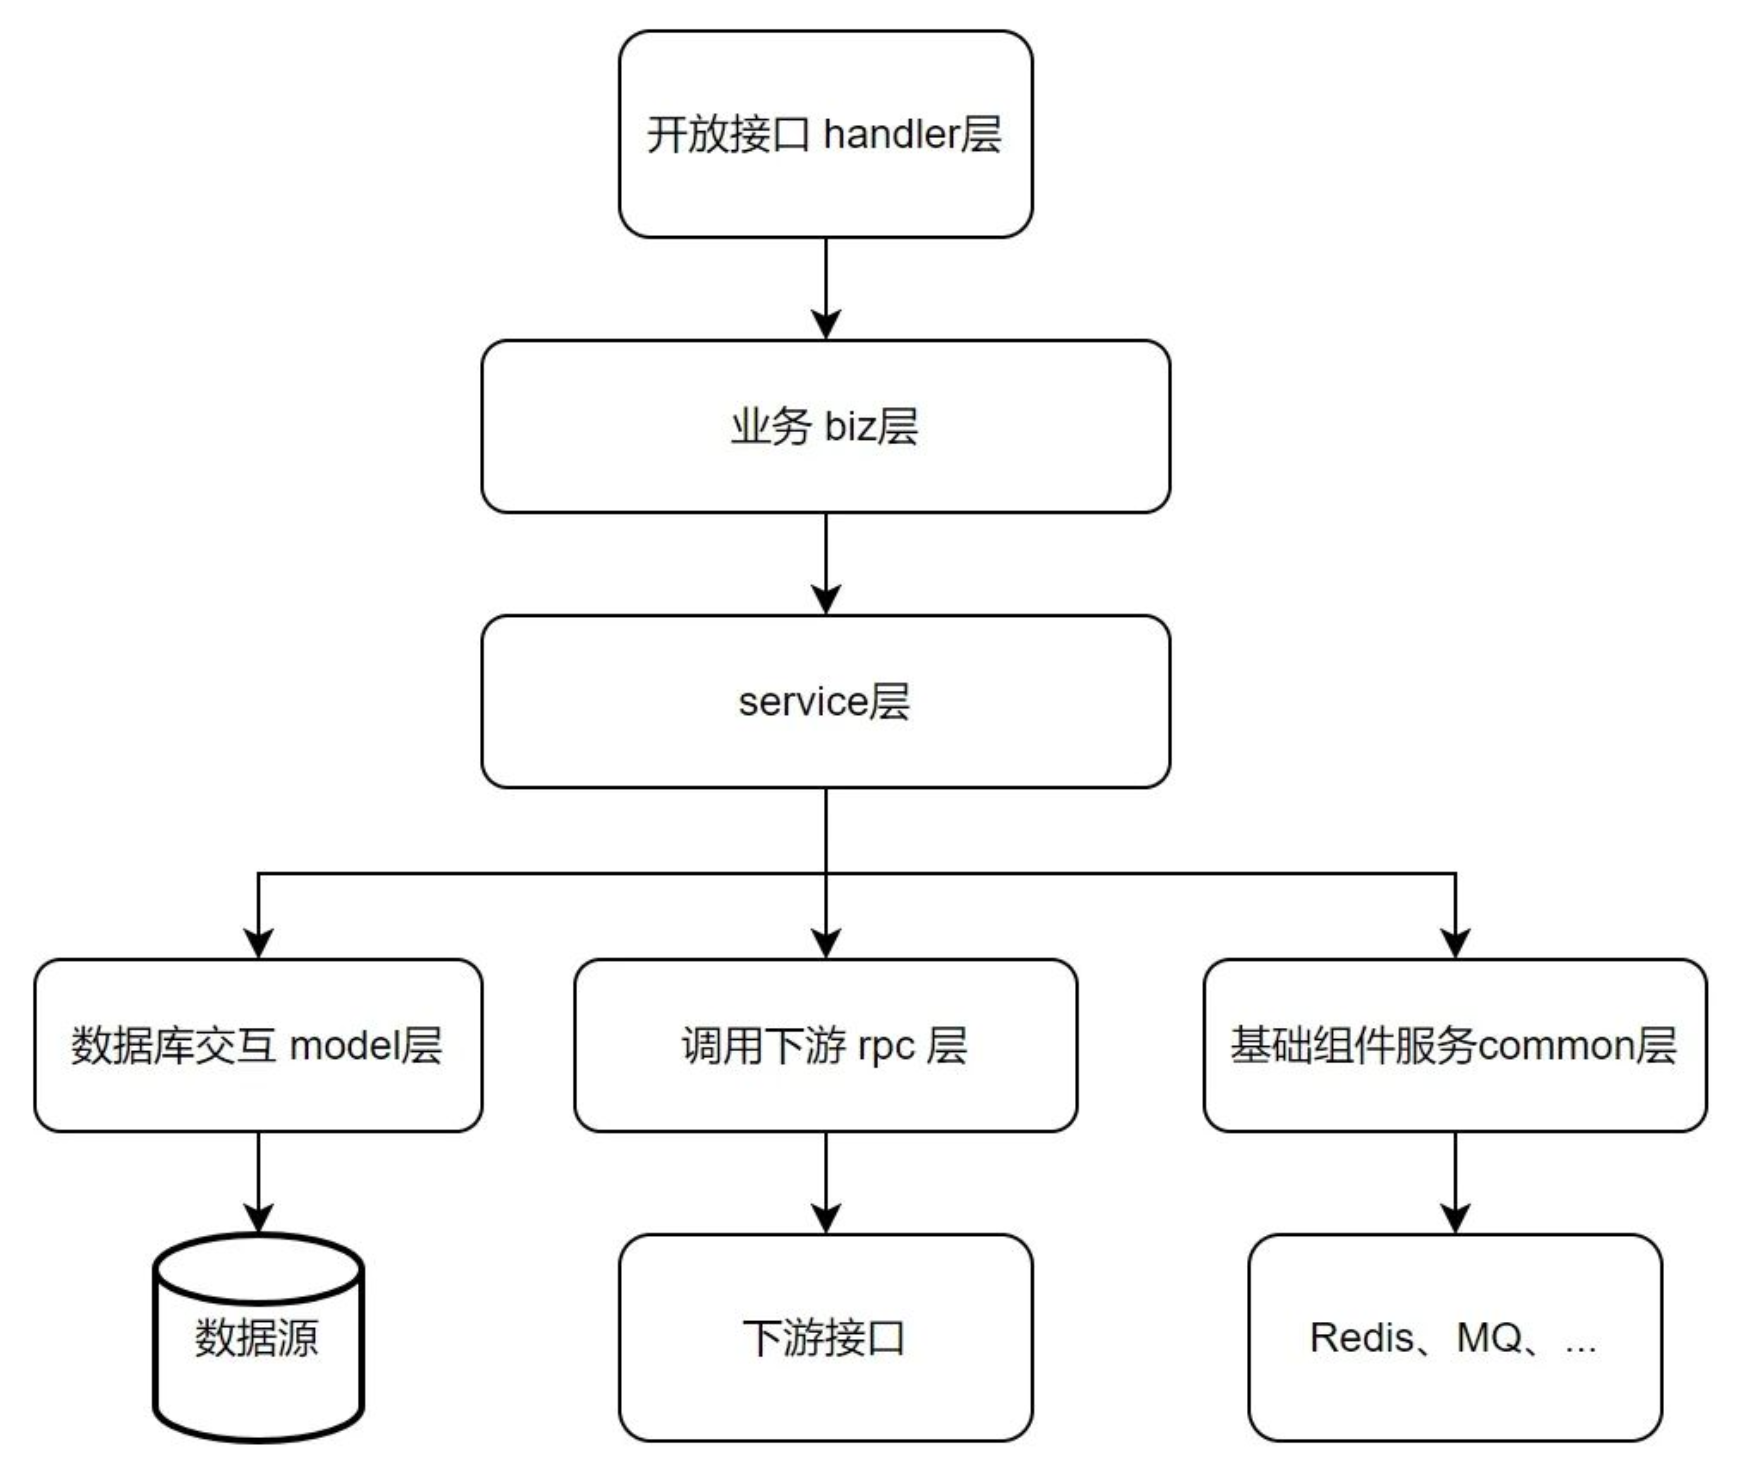 开放接口 handler层
业务 biz层
service层
数据库交互 model层
调用下游 rpc 层
基础组件服务common层
数据源
下游接口
Redis、MQ、...